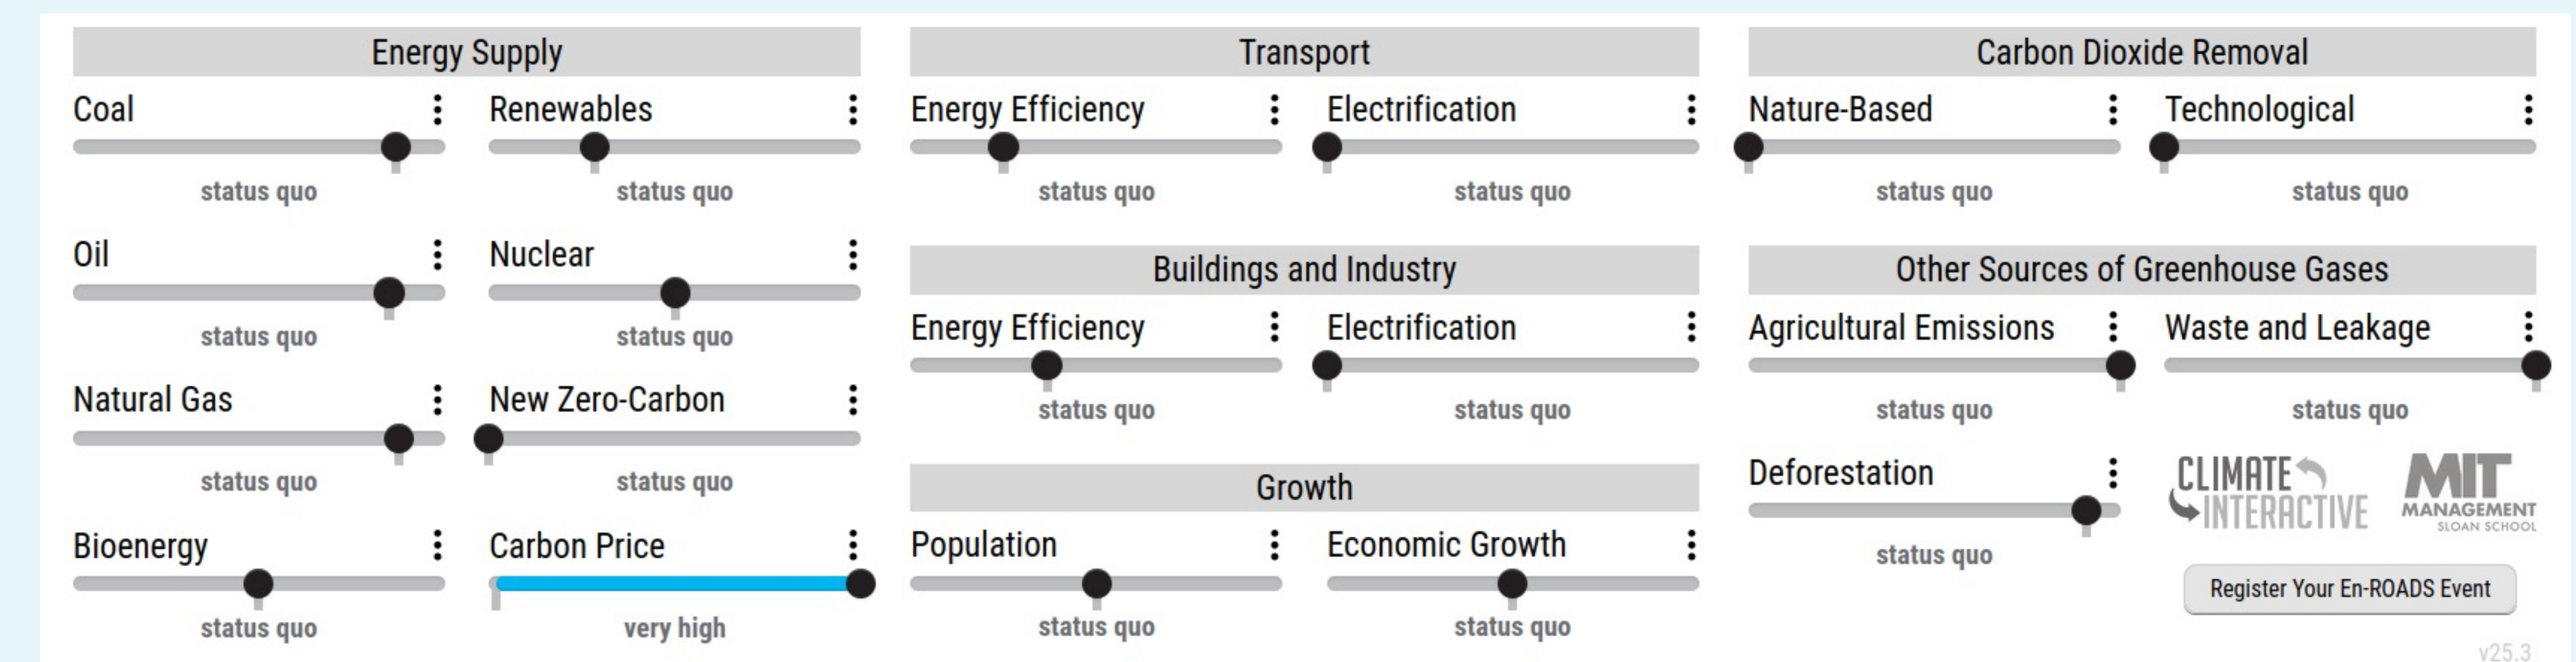 Energy Supply
Coal
status quo
Renewables
status quo
Oil
status quo
Nuclear
status quo
Natural Gas
status quo
New Zero-Carbon
status quo
Bioenergy
status quo
Carbon Price
very high
Transport
Energy Efficiency
status quo
Electrification
status quo
Buildings and Industry
Energy Efficiency
status quo
Electrification
status quo
Growth
Population
status quo
Economic Growth
status quo
Carbon Dioxide Removal
Nature-Based
status quo
Technological
status quo
Other Sources of Greenhouse Gases
Agricultural Emissions
status quo
Waste and Leakage
status quo
Deforestation
status quo
CLIMATE
INTERACTIVE
MIT
MANAGEMENT
SLOAN SCHOOL
Register Your En-ROADS Event
v25.3